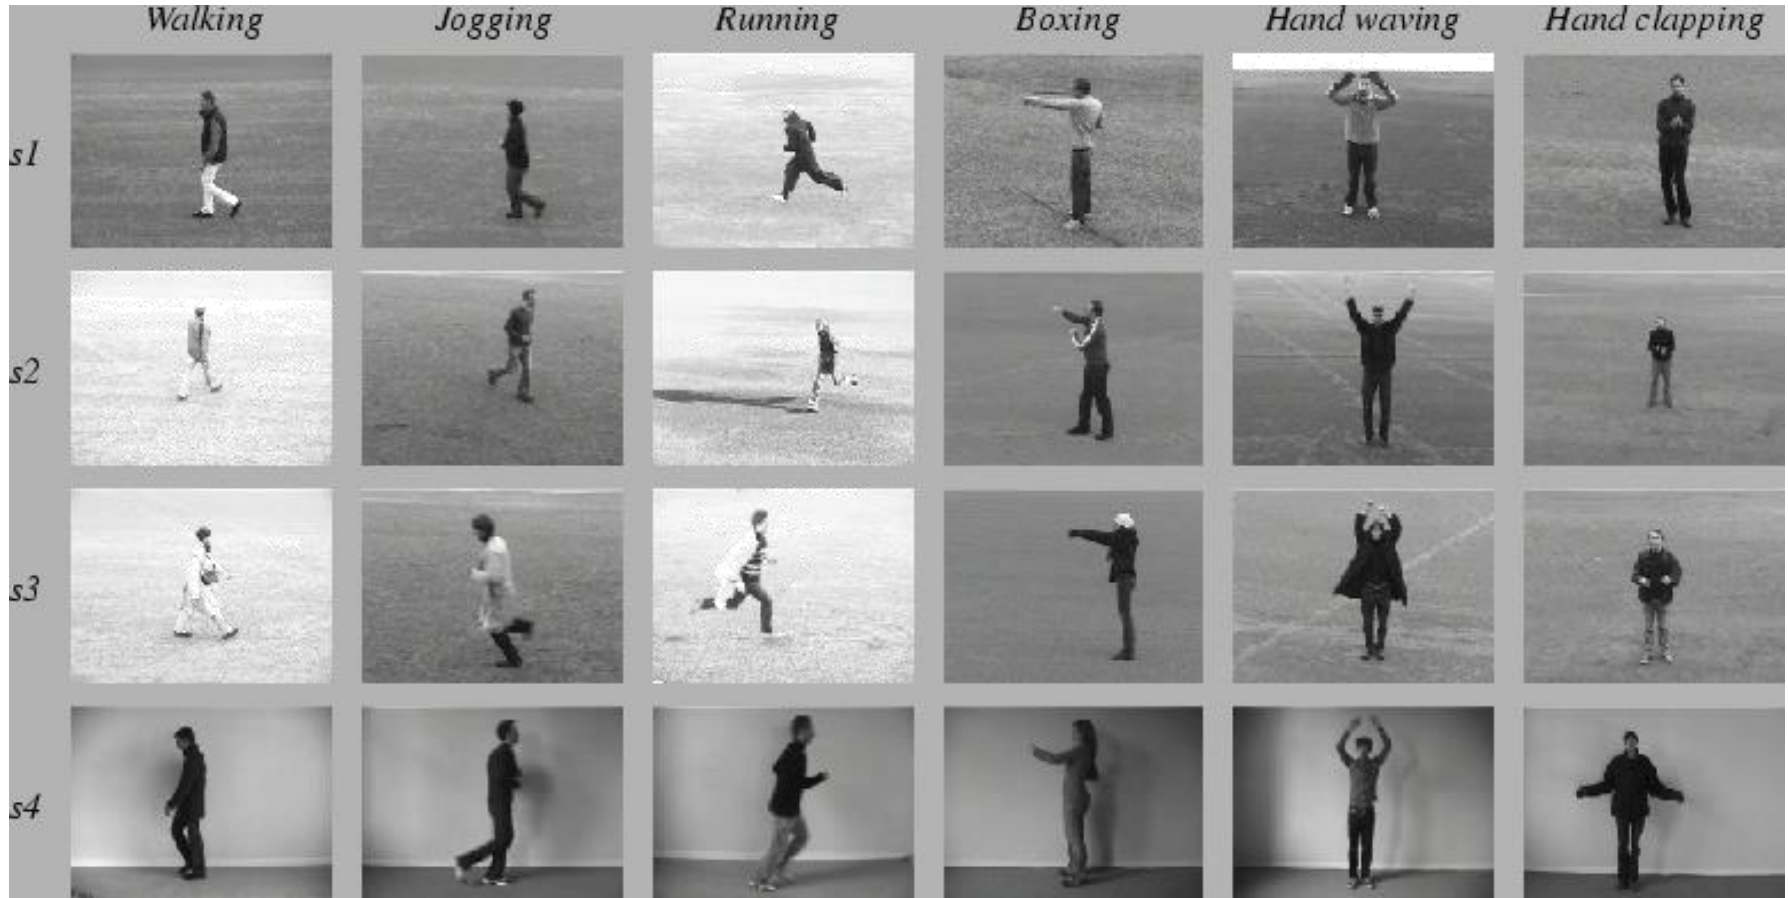 Walking Jogging Running Boxing Hand waving Hand clapping
s1
s2
s3
s4